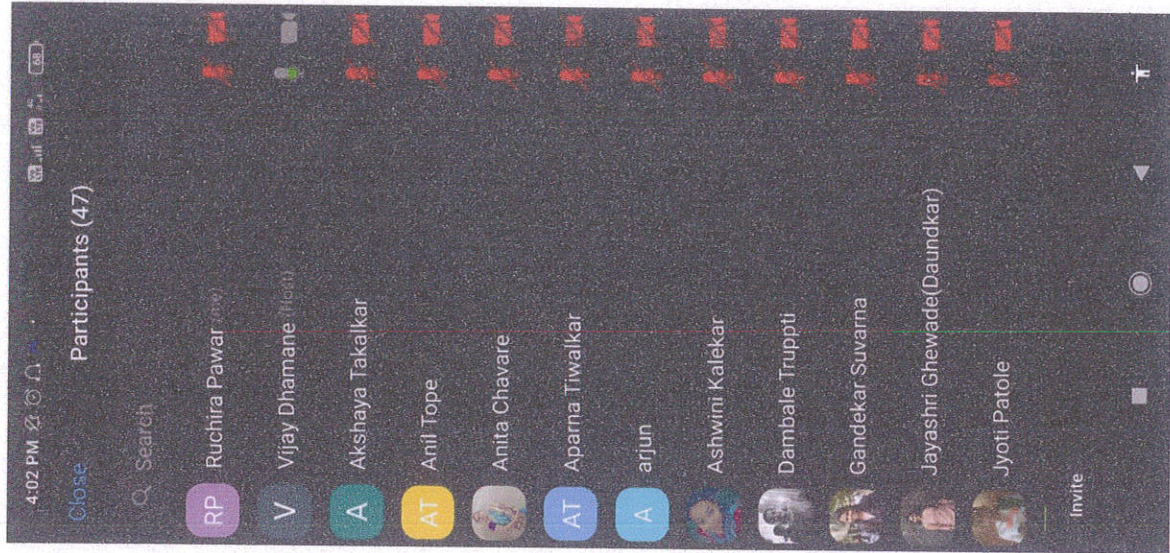 4:02 PM
68
Close
Participants (47)
Search
RP
Ruchira Pawar (me)
V
Vijay Dhamane (Host)
A
Akshaya Takalkar
AT
Anil Tope
Anita Chavare
AT
Aparna Tiwalkar
A
arjun
Ashwini Kalekar
Dambale Truppti
Gandekar Suvarna
Jayashri Ghewade(Daundkar)
Jyoti Patole
Invite